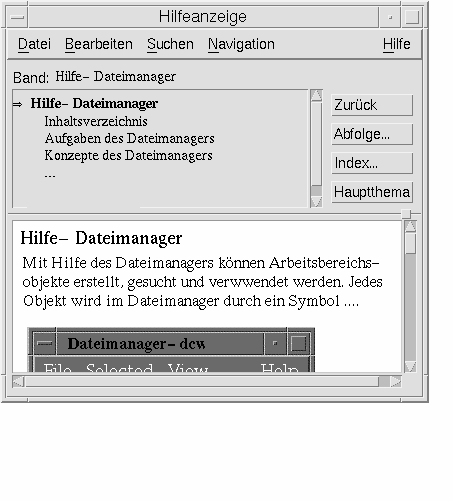 Hilfeanzeige
Datei Bearbeiten Suchen Navigation Hilfe
Band: Hilfe– Dateimanager
⇒ Hilfe– Dateimanager
Inhaltsverzeichnis
Aufgaben des Dateimanagers
Konzepte des Dateimanagers
...
Zurück
Abfolge...
Index...
Hauptthema
Hilfe– Dateimanager
Mit Hilfe des Dateimanagers können Arbeitsbereichs–
objekte erstellt, gesucht und verwwendet werden. Jedes
Objekt wird im Dateimanager durch ein Symbol ....
Dateimanager– dcw
File Selected View Help